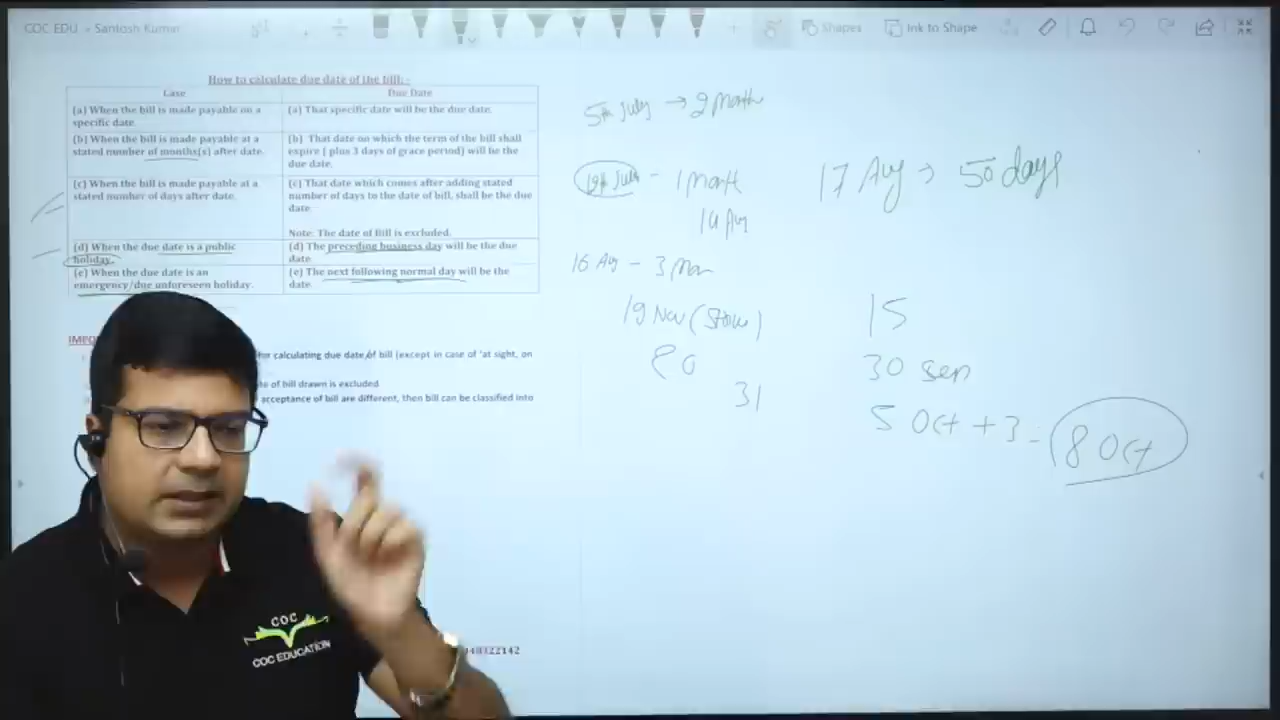 COC EDU - Santosh Kumar
Shapes
Ink to Shape
How to calculate due date of the bill: -
Case
Due Date
(a) When the bill is made payable on a specific date.
(a) That specific date will be the due date.
(b) When the bill is made payable at a stated number of months(s) after date.
(b) That date on which the term of the bill shall expire ( plus 3 days of grace period) will be the due date.
(c) When the bill is made payable at a stated number of days after date.
(c) That date which comes after adding stated number of days to the date of bill, shall be the due date.
Note: The date of Bill is excluded.
(d) When the due date is a public holiday.
(d) The preceding business day will be the due date
(e) When the due date is an emergency/due unforeseen holiday.
(e) The next following normal day will be the due date.
for calculating due date of bill (except in case of 'at sight, on
of bill drawn is excluded
acceptance of bill are different, then bill can be classified into
5th July → 2 month
July - 1 month
17 Aug → 50 days
16 Aug - 3 Mon
19 Nov
15
31
30 sep
5 Oct + 3 = 8 Oct
COC
COC EDUCATION